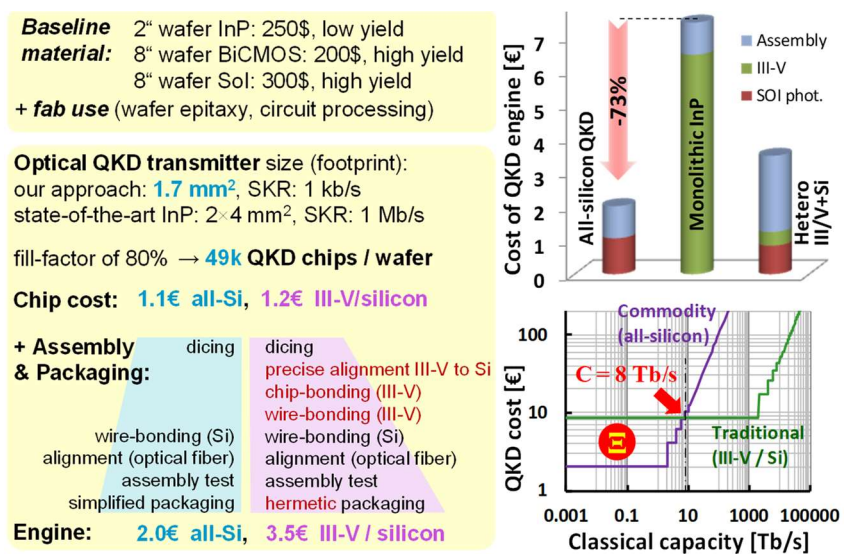 Baseline 2“ wafer InP: 250$, low yield
material: 8“ wafer BiCMOS: 200$, high yield
8“ wafer SoI: 300$, high yield
+ fab use (wafer epitaxy, circuit processing)
Optical QKD transmitter size (footprint):
our approach: 1.7 mm², SKR: 1 kb/s
state-of-the-art InP: 2×4 mm², SKR: 1 Mb/s
fill-factor of 80% → 49k QKD chips / wafer
Chip cost: 1.1€ all-Si, 1.2€ III-V/silicon
+ Assembly
& Packaging:
dicing
wire-bonding (Si)
alignment (optical fiber)
assembly test
simplified packaging
dicing
precise alignment III-V to Si
chip-bonding (III-V)
wire-bonding (III-V)
wire-bonding (Si)
alignment (optical fiber)
assembly test
hermetic packaging
Engine: 2.0€ all-Si, 3.5€ III-V / silicon
Cost of QKD engine [€]
7
6
5
4
3
2
1
0
All-silicon QKD
-73%
Monolithic InP
Hetero
III/V+Si
Assembly
III-V
SOI phot.
Commodity
(all-silicon)
C = 8 Tb/s
Traditional
(III-V / Si)
Ξ
QKD cost [€]
100
10
1
0.001
0.1
10
1000
100000
Classical capacity [Tb/s]